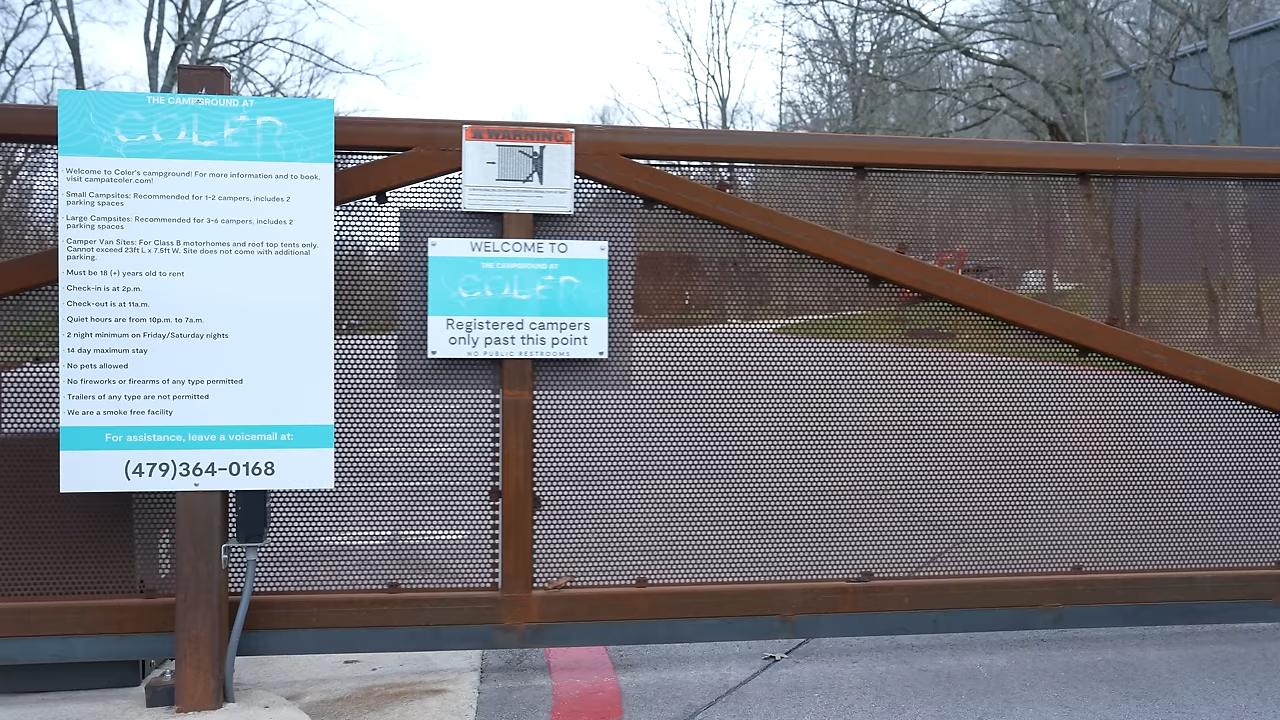 THE CAMPGROUND AT
COLER
· Welcome to Coler's campground! For more information and to book,
visit campatcoler.com!
· Small Campsites: Recommended for 1-2 campers, includes 2
parking spaces
· Large Campsites: Recommended for 3-6 campers, includes 2
parking spaces
· Camper Van Sites: For Class B motorhomes and roof top tents only.
Cannot exceed 23ft L x 7.5ft W. Site does not come with additional
parking.
· Must be 18 (+) years old to rent
· Check-in is at 2p.m.
· Check-out is at 11a.m.
· Quiet hours are from 10p.m. to 7a.m.
· 2 night minimum on Friday/Saturday nights
· 14 day maximum stay
· No pets allowed
· No fireworks or firearms of any type permitted
· Trailers of any type are not permitted
· We are a smoke free facility
For assistance, leave a voicemail at:
(479)364-0168
WARNING
WELCOME TO
THE CAMPGROUND AT
COLER
Registered campers
only past this point
NO PUBLIC RESTROOMS